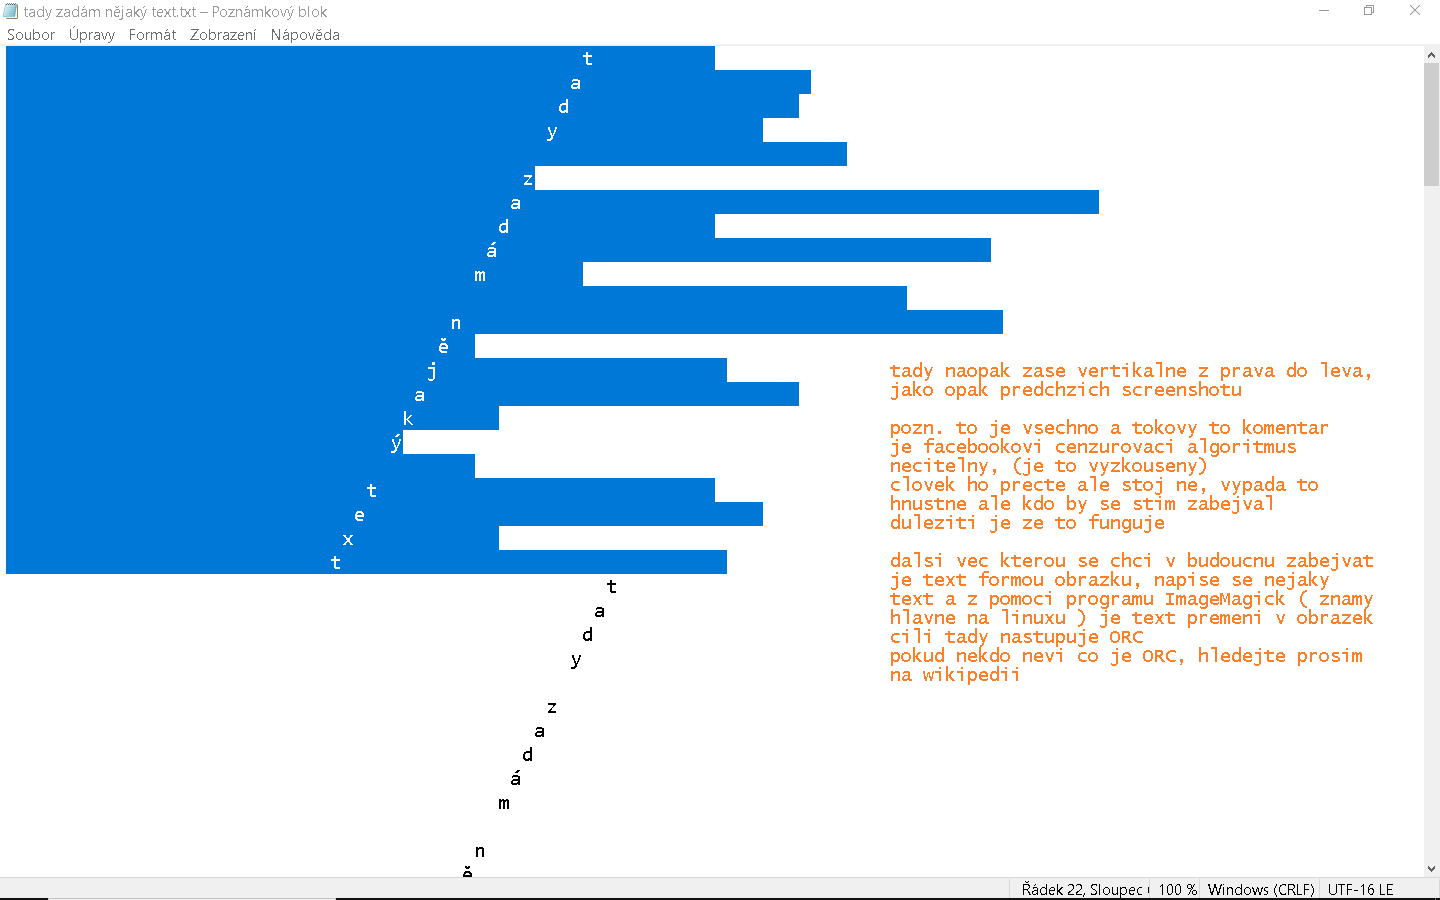 tady zadám nějaký text.txt – Poznámkový blok
Soubor Úpravy Formát Zobrazení Nápověda
t
a
d
y
z
a
d
á
m
n
ě
j
a
k
ý
t
e
x
t
t
a
d
y
z
a
d
á
m
n
ě
tady naopak zase vertikalne z prava do leva,
jako opak predchzich screenshotu
pozn. to je vsechno a tokovy to komentar
je facebookovi cenzurovaci algoritmus
necitelny, (je to vyzkouseny)
clovek ho precte ale stoj ne, vypada to
hnustne ale kdo by se stim zabejval
duleziti je ze to funguje
dalsi vec kterou se chci v budoucnu zabejvat
je text formou obrazku, napise se nejaky
text a z pomoci programu ImageMagick ( znamy
hlavne na linuxu ) je text premeni v obrazek
cili tady nastupuje ORC
pokud nekdo nevi co je ORC, hledejte prosim
na wikipedii
Řádek 22, Sloupec 100 % Windows (CRLF) UTF-16 LE